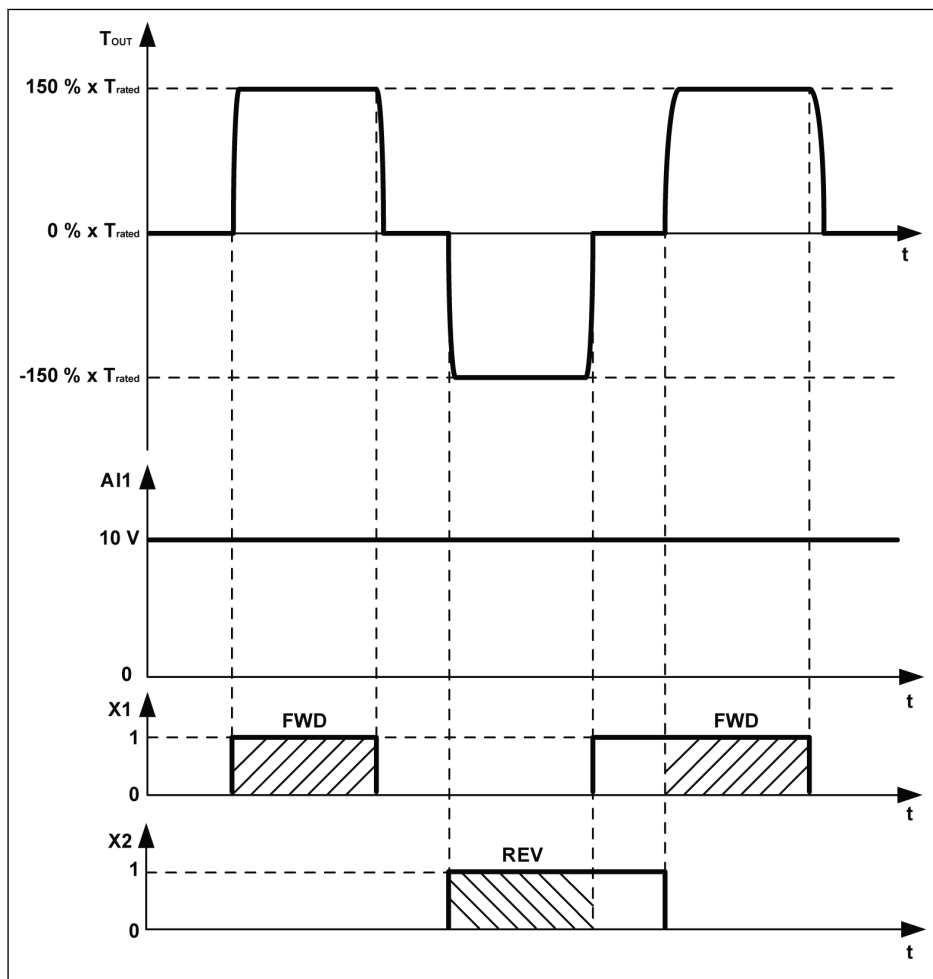 TOUT
150 % x Trated
0 % x Trated
t
-150 % x Trated
AI1
10 V
0
t
X1
FWD
FWD
1
0
t
X2
REV
1
0
t